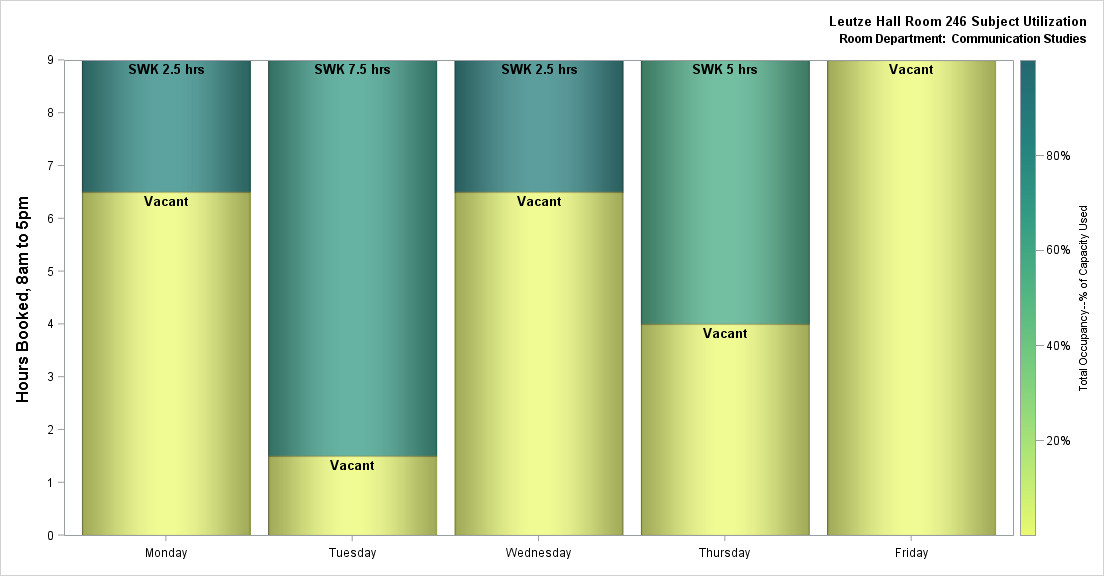 Leutze Hall Room 246 Subject Utilization
Room Department: Communication Studies
Hours Booked, 8am to 5pm
9
8
7
6
5
4
3
2
1
0
SWK 2.5 hrs
SWK 7.5 hrs
SWK 2.5 hrs
SWK 5 hrs
Vacant
Vacant
Vacant
Vacant
Vacant
Monday
Tuesday
Wednesday
Thursday
Friday
80%
60%
40%
20%
Total Occupancy--% of Capacity Used